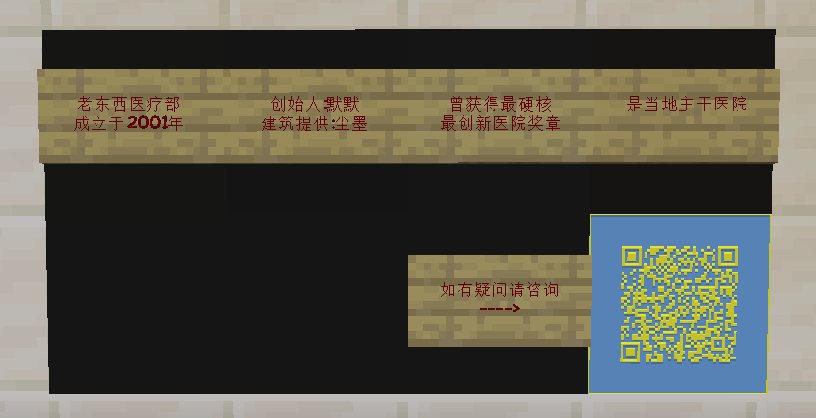 老东西医疗部
成立于2001年
创始人:默默
建筑提供:尘墨
曾获得最硬核
最创新医院奖章
是当地主干医院
如有疑问请咨询
---->